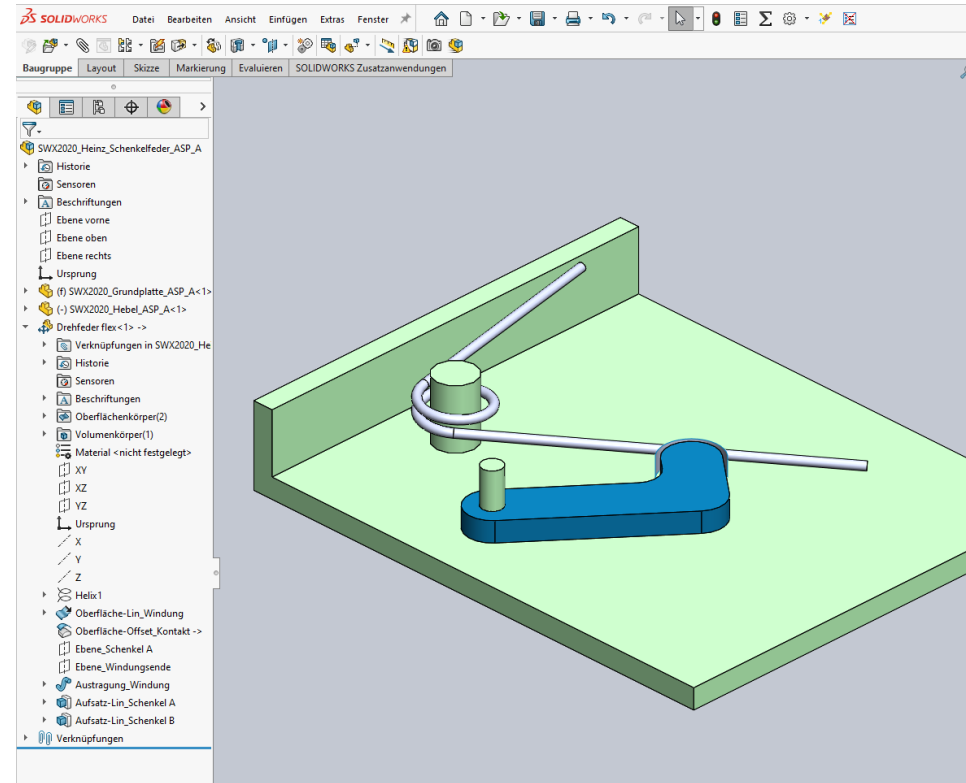 SOLIDWORKS Datei Bearbeiten Ansicht Einfügen Extras Fenster
Baugruppe Layout Skizze Markierung Evaluieren SOLIDWORKS Zusatzanwendungen
SWX2020_Heinz_Schenkelfeder_ASP_A
Historie
Sensoren
Beschriftungen
Ebene vorne
Ebene oben
Ebene rechts
Ursprung
(f) SWX2020_Grundplatte_ASP_A<1>
(-) SWX2020_Hebel_ASP_A<1>
Drehfeder flex<1> ->
Verknüpfungen in SWX2020_He
Historie
Sensoren
Beschriftungen
Oberflächenkörper(2)
Volumenkörper(1)
Material <nicht festgelegt>
XY
XZ
YZ
Ursprung
X
Y
Z
Helix1
Oberfläche-Lin_Windung
Oberfläche-Offset_Kontakt ->
Ebene_Schenkel A
Ebene_Windungsende
Austragung_Windung
Aufsatz-Lin_Schenkel A
Aufsatz-Lin_Schenkel B
Verknüpfungen